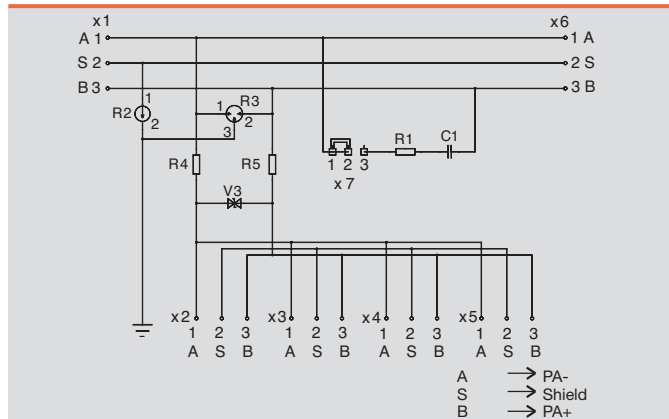 x1 x6
A 1 1 A
S 2 2 S
B 3 3 B
R2 1 2
1 R3 2 3
R4 R5
V3
1 2 3 R1 C1
x 7
x2 x3 x4 x5
1 2 3 1 2 3 1 2 3 1 2 3
A S B A S B A S B A S B
A PA-
S Shield
B PA+